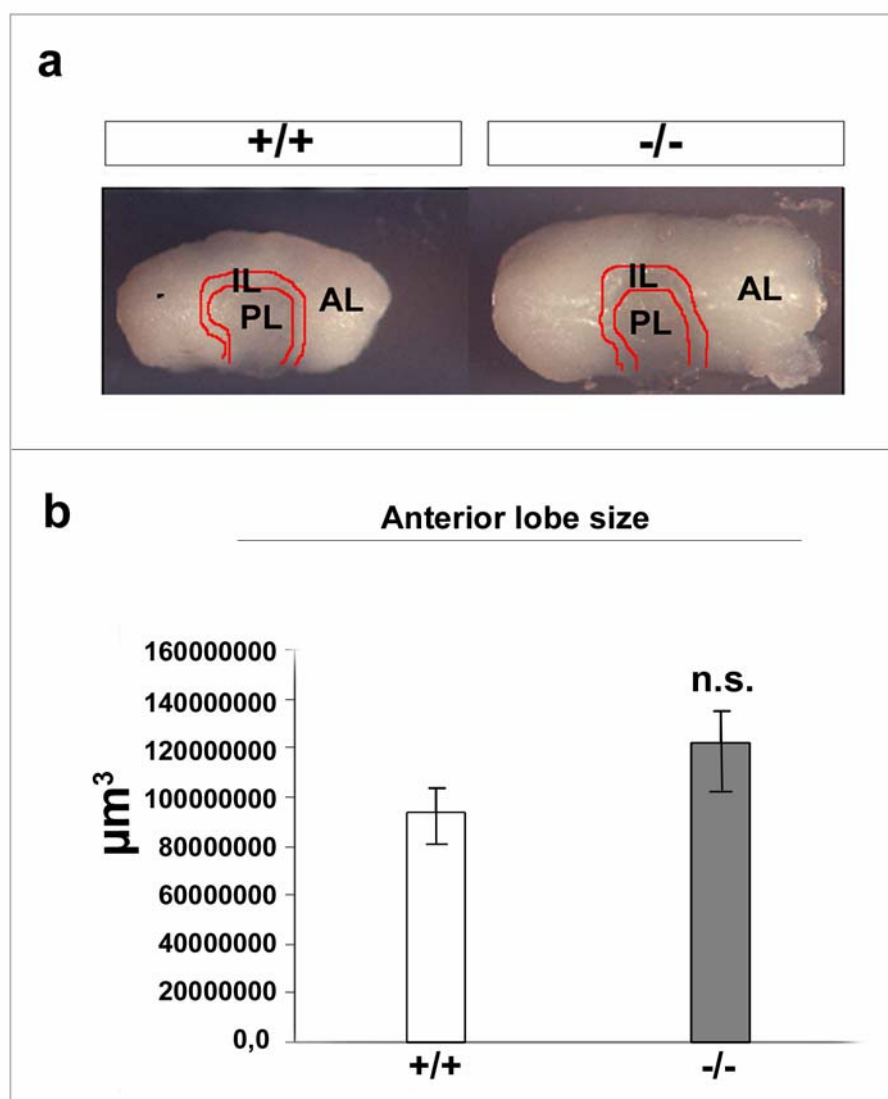 a
+/+ -/-
IL IL
AL AL
PL PL
b
Anterior lobe size
160000000
n.s.
140000000
120000000
100000000
µm³
80000000
60000000
40000000
20000000
0,0
+/+ -/-